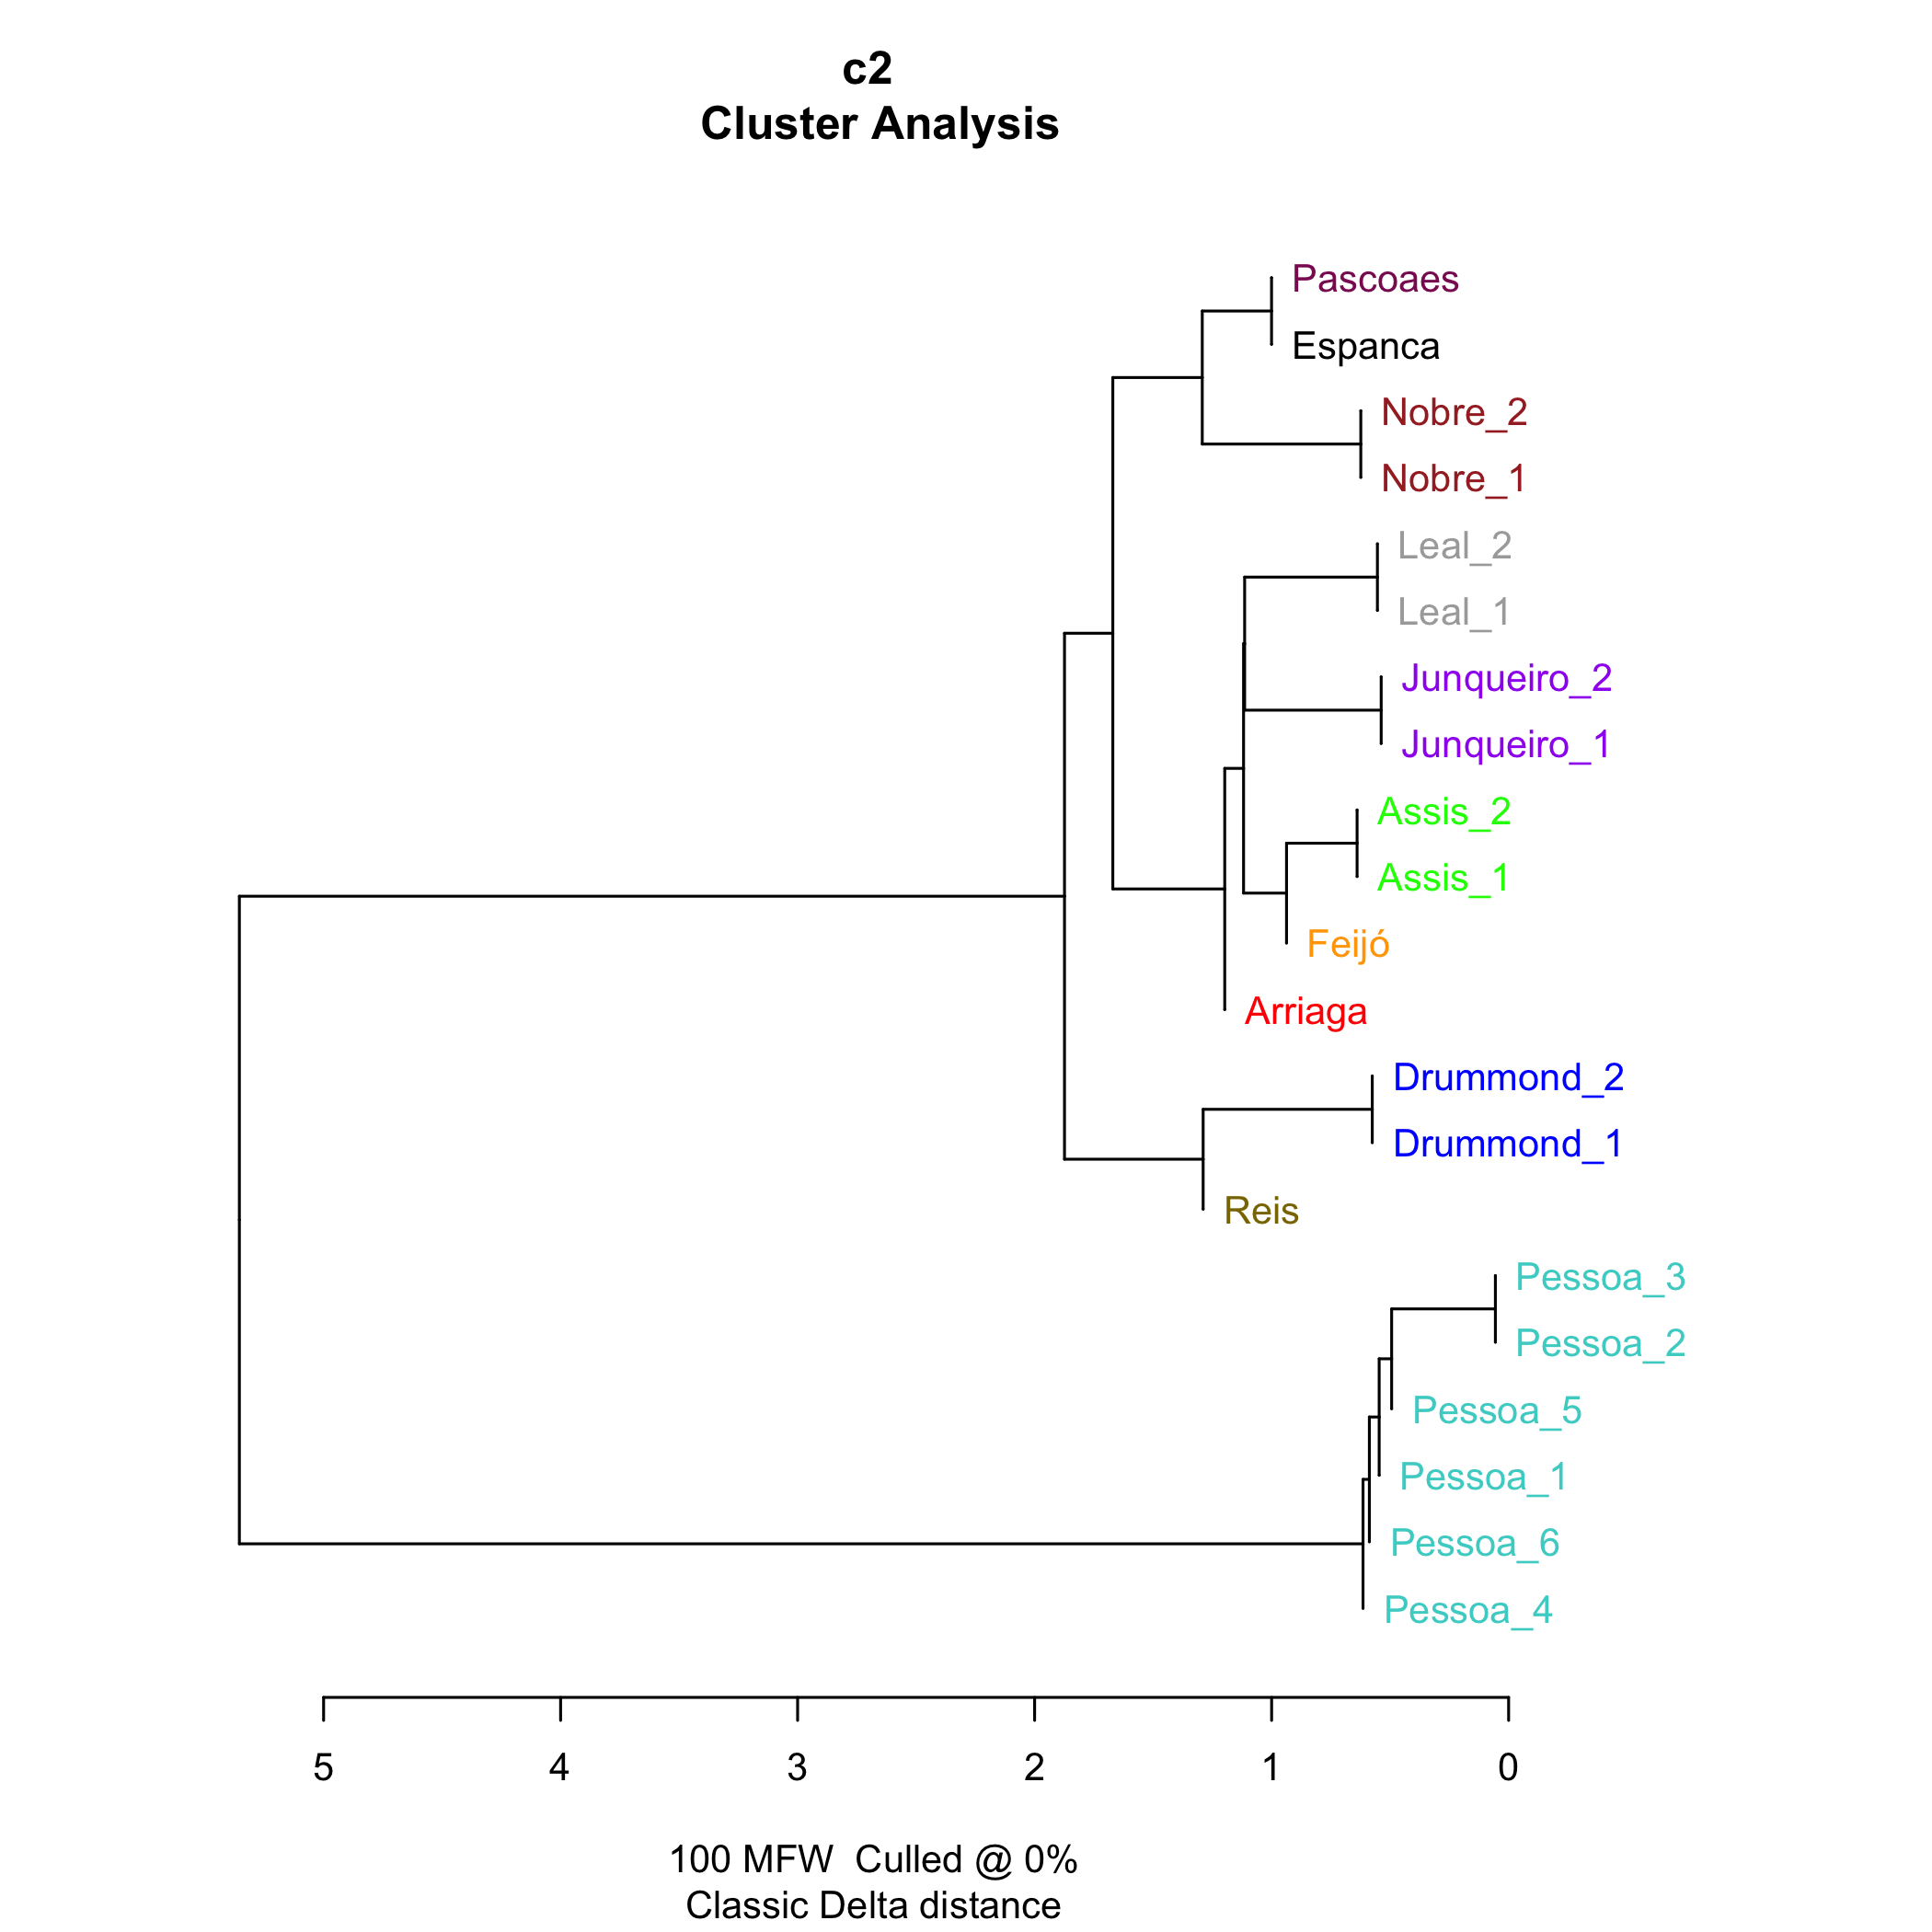 c2
Cluster Analysis
Pascoaes
Espanca
Nobre_2
Nobre_1
Leal_2
Leal_1
Junqueiro_2
Junqueiro_1
Assis_2
Assis_1
Feijó
Arriaga
Drummond_2
Drummond_1
Reis
Pessoa_3
Pessoa_2
Pessoa_5
Pessoa_1
Pessoa_6
Pessoa_4
5 4 3 2 1 0
100 MFW  Culled @ 0%
Classic Delta distance